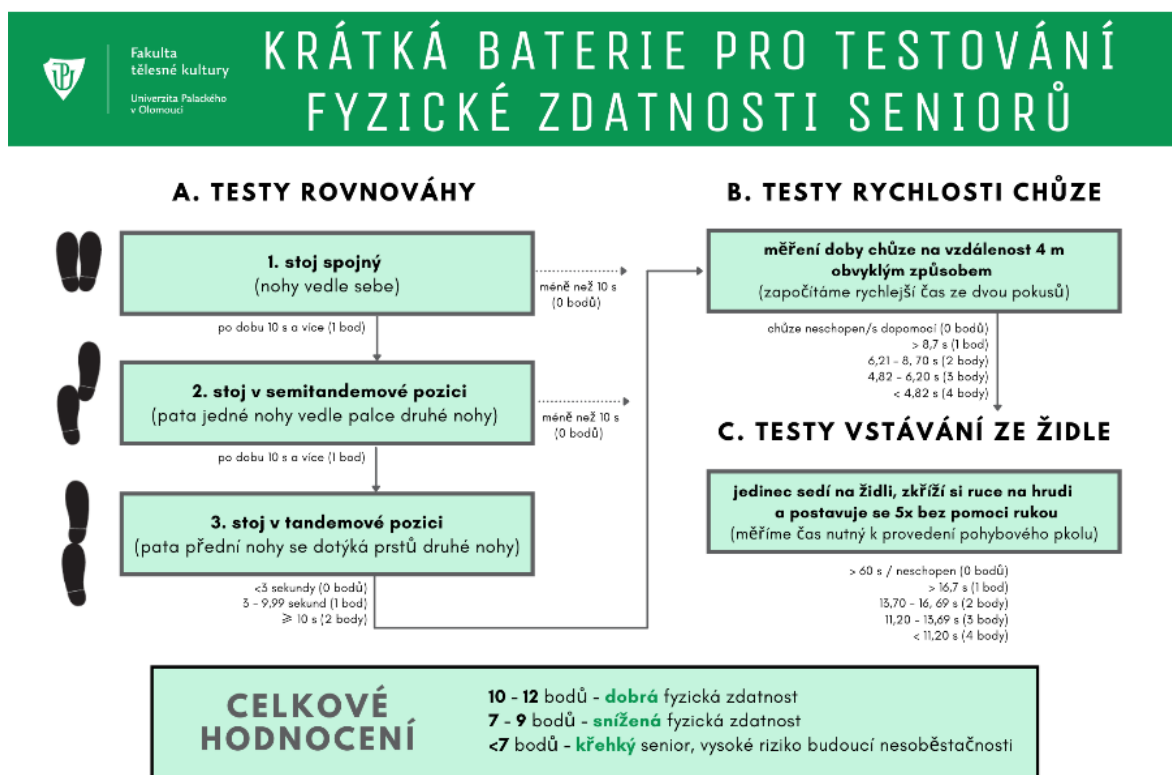 Fakulta
tělesné kultury
Univerzita Palackého
v Olomouci
KRÁTKÁ BATERIE PRO TESTOVÁNÍ
FYZICKÉ ZDATNOSTI SENIORŮ
A. TESTY ROVNOVÁHY
1. stoj spojný
(nohy vedle sebe)
méně než 10 s
(0 bodů)
po dobu 10 s a více (1 bod)
2. stoj v semitandemové pozici
(pata jedné nohy vedle palce druhé nohy)
méně než 10 s
(0 bodů)
po dobu 10 s a více (1 bod)
3. stoj v tandemové pozici
(pata přední nohy se dotýká prstů druhé nohy)
<3 sekundy (0 bodů)
3 - 9,99 sekund (1 bod)
⩾ 10 s (2 body)
B. TESTY RYCHLOSTI CHŮZE
měření doby chůze na vzdálenost 4 m
obvyklým způsobem
(započítáme rychlejší čas ze dvou pokusů)
chůze neschopen/s dopomocí (0 bodů)
> 8,7 s (1 bod)
6,21 - 8, 70 s (2 body)
4,82 - 6,20 s (3 body)
< 4,82 s (4 body)
C. TESTY VSTÁVÁNÍ ZE ŽIDLE
jedinec sedí na židli, zkříží si ruce na hrudi
a postavuje se 5x bez pomoci rukou
(měříme čas nutný k provedení pohybového pkolu)
> 60 s / neschopen (0 bodů)
> 16,7 s (1 bod)
13,70 - 16, 69 s (2 body)
11,20 - 13,69 s (3 body)
< 11,20 s (4 body)
CELKOVÉ
HODNOCENÍ
10 - 12 bodů - dobrá fyzická zdatnost
7 - 9 bodů - snížená fyzická zdatnost
<7 bodů - křehký senior, vysoké riziko budoucí nesoběstačnosti